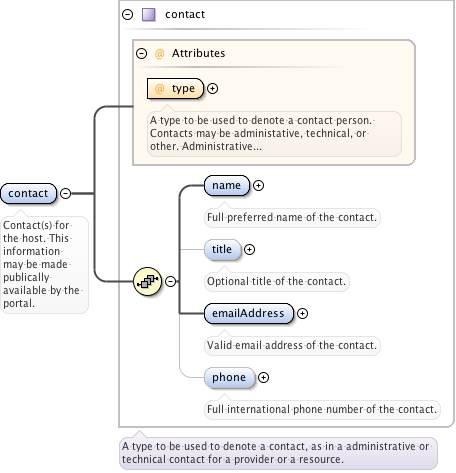 contact
Attributes
@ type
A type to be used to denote a contact person.
Contacts may be administative, technical, or
other. Administrative...
contact
Contact(s) for
the host. This
information
may be made
publically
available by the
portal.
name
Full preferred name of the contact.
title
Optional title of the contact.
emailAddress
Valid email address of the contact.
phone
Full international phone number of the contact.
A type to be used to denote a contact, as in a administrative or
technical contact for a provider or a resource.